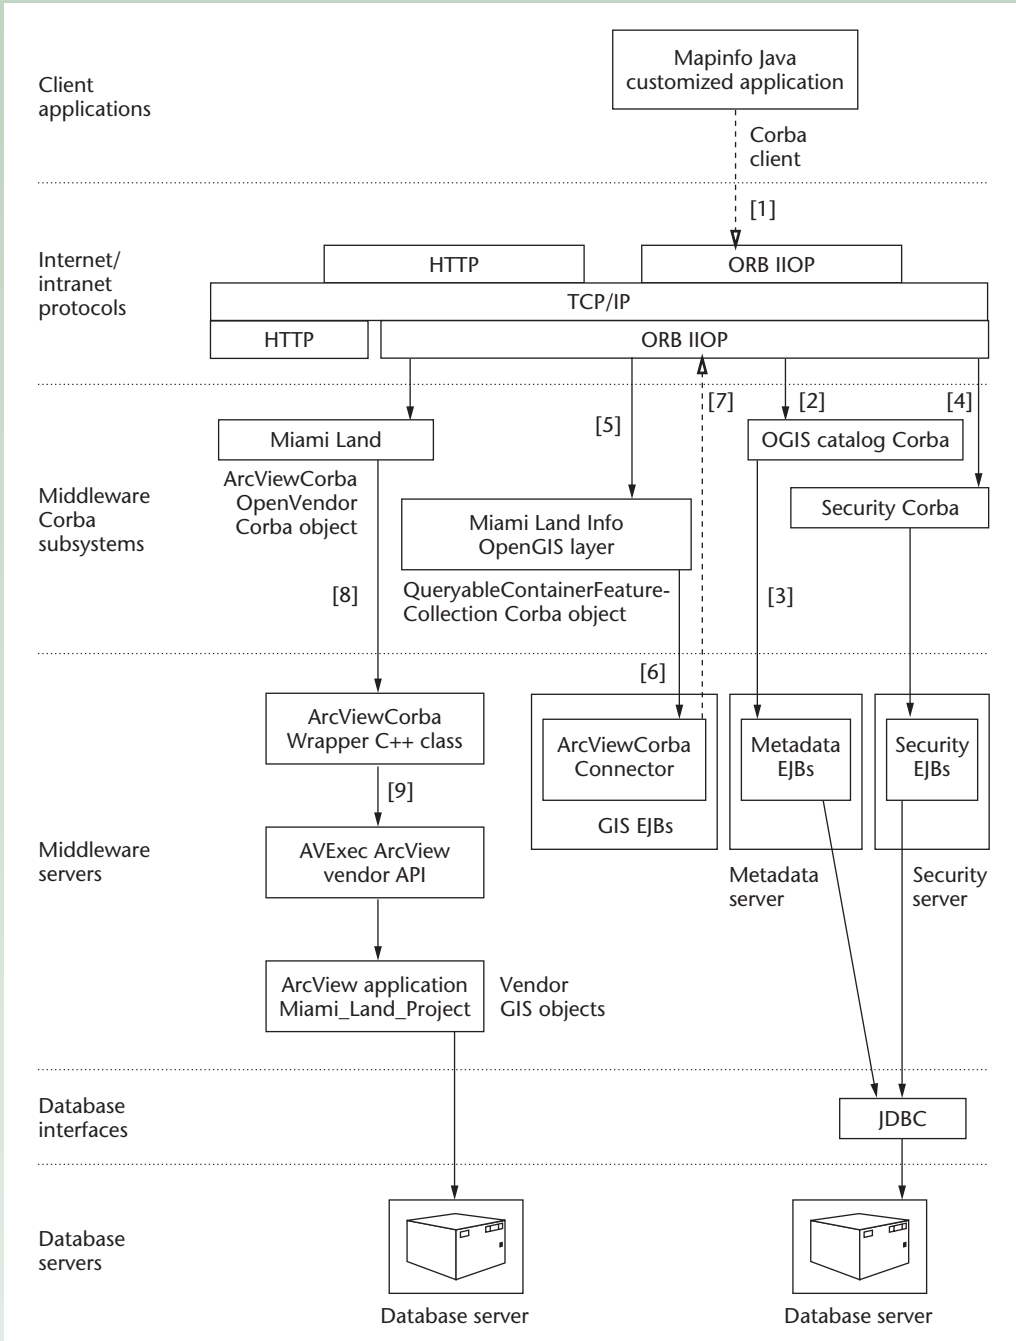 Mapinfo Java
customized application
Client
applications
Corba
client
[1]
Internet/
intranet
protocols
HTTP
ORB IIOP
TCP/IP
HTTP
ORB IIOP
[7]
[2]
[4]
[5]
Miami Land
OGIS catalog Corba
ArcViewCorba
OpenVendor
Corba object
Middleware
Corba
subsystems
Miami Land Info
OpenGIS layer
Security Corba
[8]
QueryableContainerFeature-
Collection Corba object
[3]
[6]
ArcViewCorba
Wrapper C++ class
ArcViewCorba
Connector
Metadata
EJBs
Security
EJBs
[9]
GIS EJBs
Middleware
servers
AVExec ArcView
vendor API
Metadata
server
Security
server
ArcView application
Miami_Land_Project
Vendor
GIS objects
Database
interfaces
JDBC
Database
servers
Database server
Database server